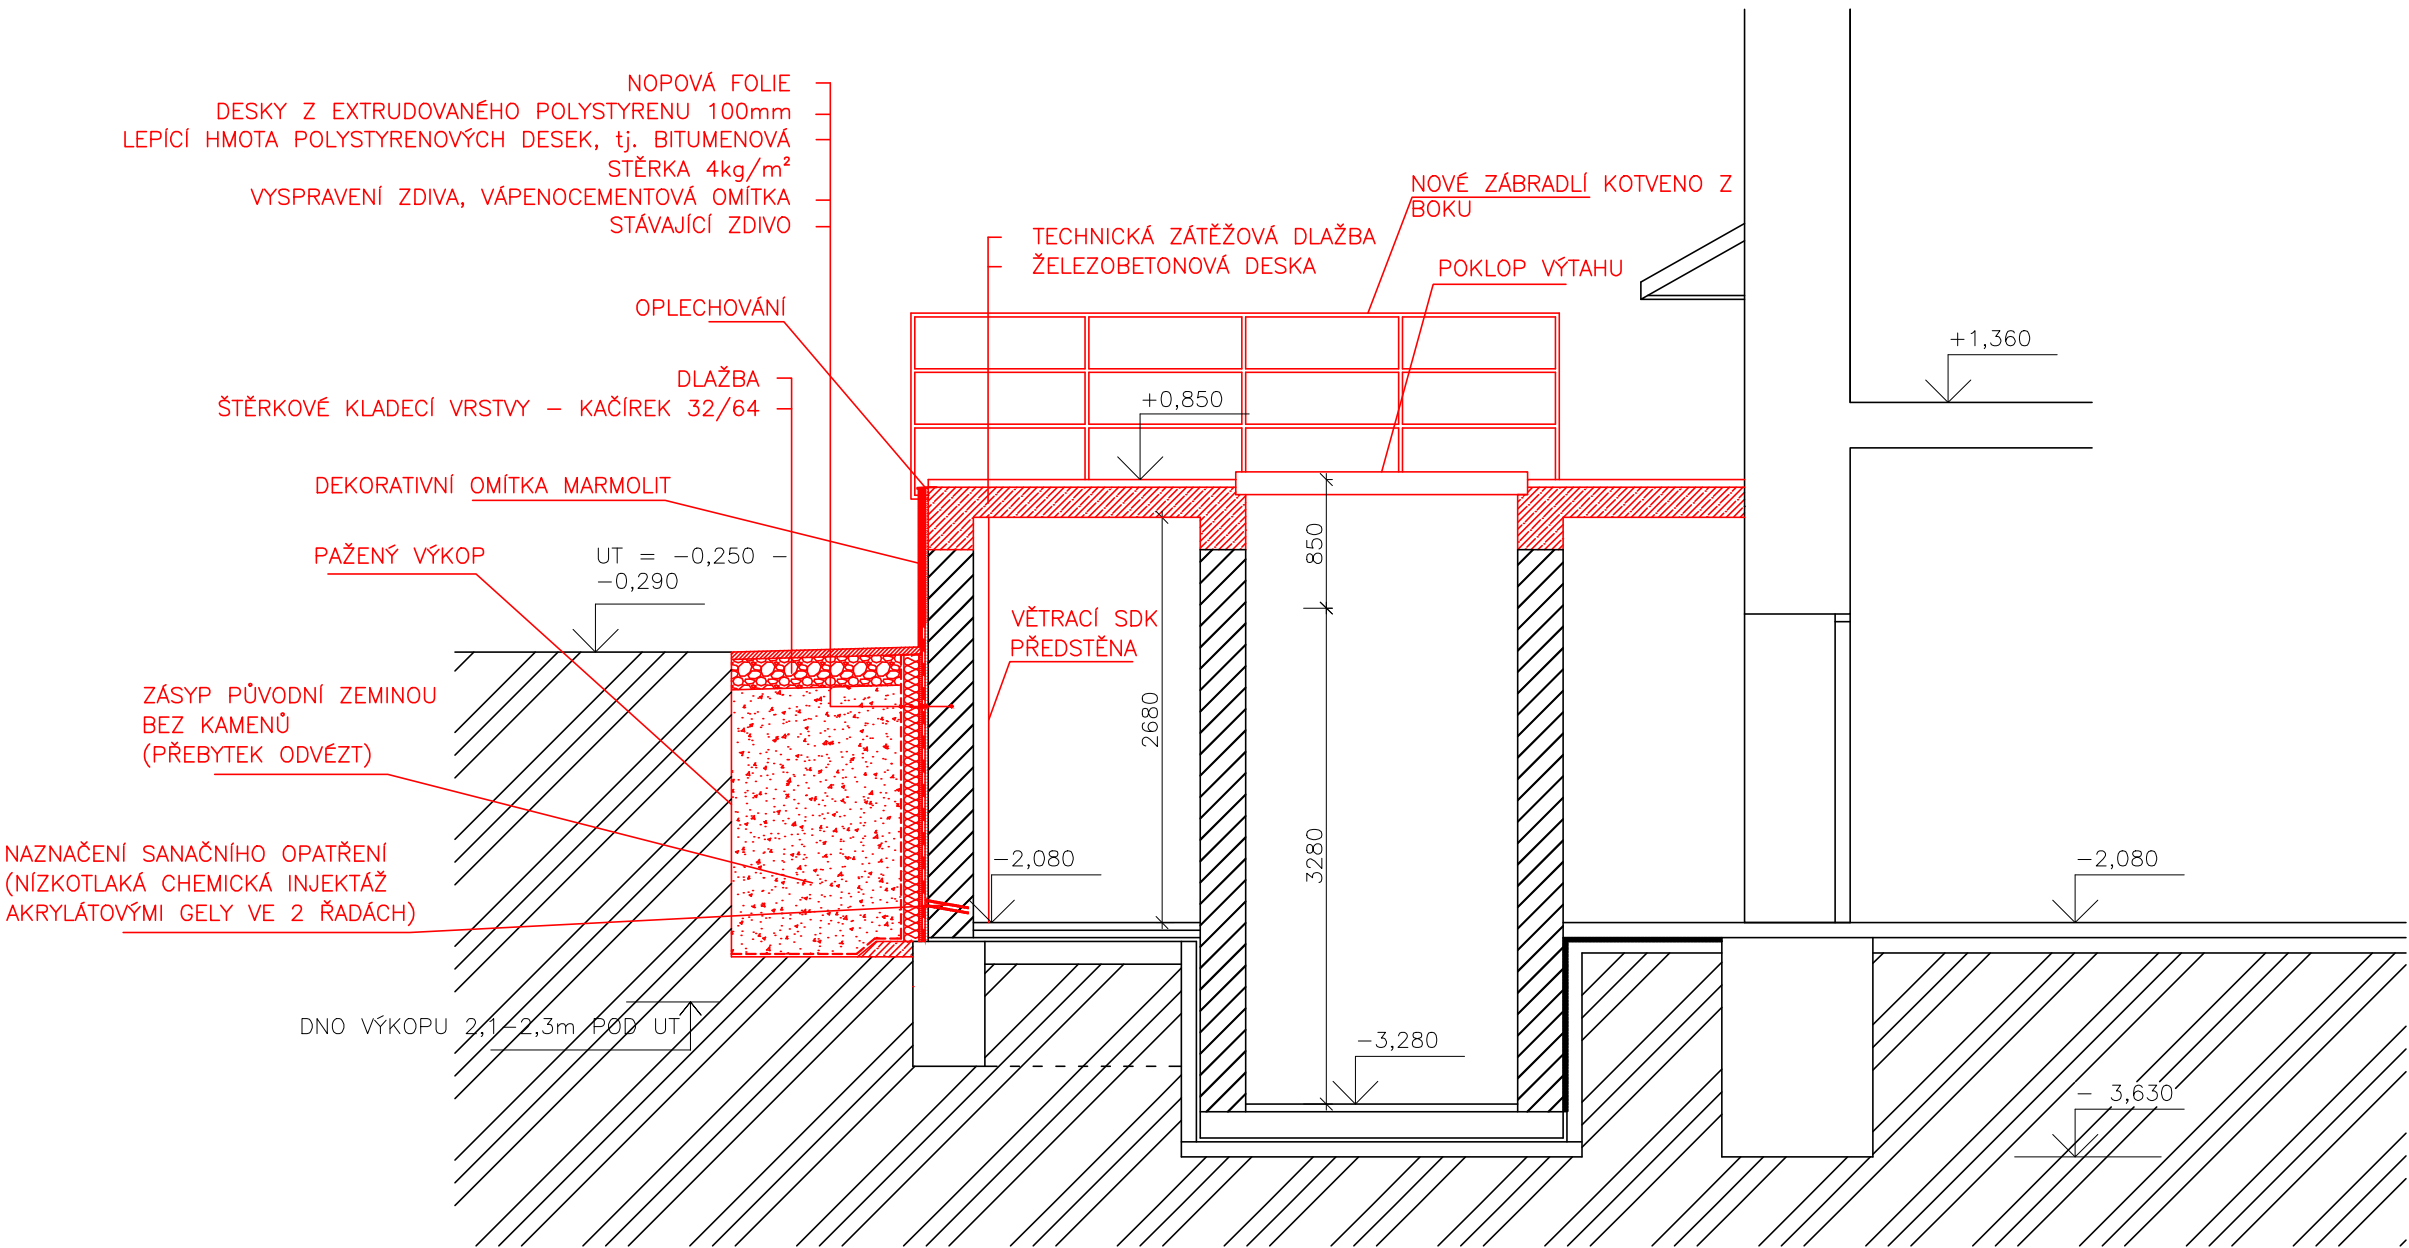 NOPOVÁ FOLIE
DESKY Z EXTRUDOVANÉHO POLYSTYRENU 100mm
LEPÍCÍ HMOTA POLYSTYRENOVÝCH DESEK, tj. BITUMENOVÁ
STĚRKA 4kg/m²
VYSPRAVENÍ ZDIVA, VÁPENOCEMENTOVÁ OMÍTKA
STÁVAJÍCÍ ZDIVO
NOVÉ ZÁBRADLÍ KOTVENO Z
BOKU
TECHNICKÁ ZÁTĚŽOVÁ DLAŽBA
ŽELEZOBETONOVÁ DESKA
POKLOP VÝTAHU
OPLECHOVÁNÍ
+1,360
DLAŽBA
ŠTĚRKOVÉ KLADECÍ VRSTVY – KAČÍREK 32/64
+0,850
DEKORATIVNÍ OMÍTKA MARMOLIT
PAŽENÝ VÝKOP
UT = -0,250 -
-0,290
850
VĚTRACÍ SDK
PŘEDSTĚNA
ZÁSYP PŮVODNÍ ZEMINOU
BEZ KAMENŮ
(PŘEBYTEK ODVÉZT)
2680
3280
NAZNAČENÍ SANAČNÍHO OPATŘENÍ
(NÍZKOTLAKÁ CHEMICKÁ INJEKTÁŽ
AKRYLÁTOVÝMI GELY VE 2 ŘADÁCH)
-2,080
-2,080
DNO VÝKOPU 2,1-2,3m POD UT
-3,280
- 3,630